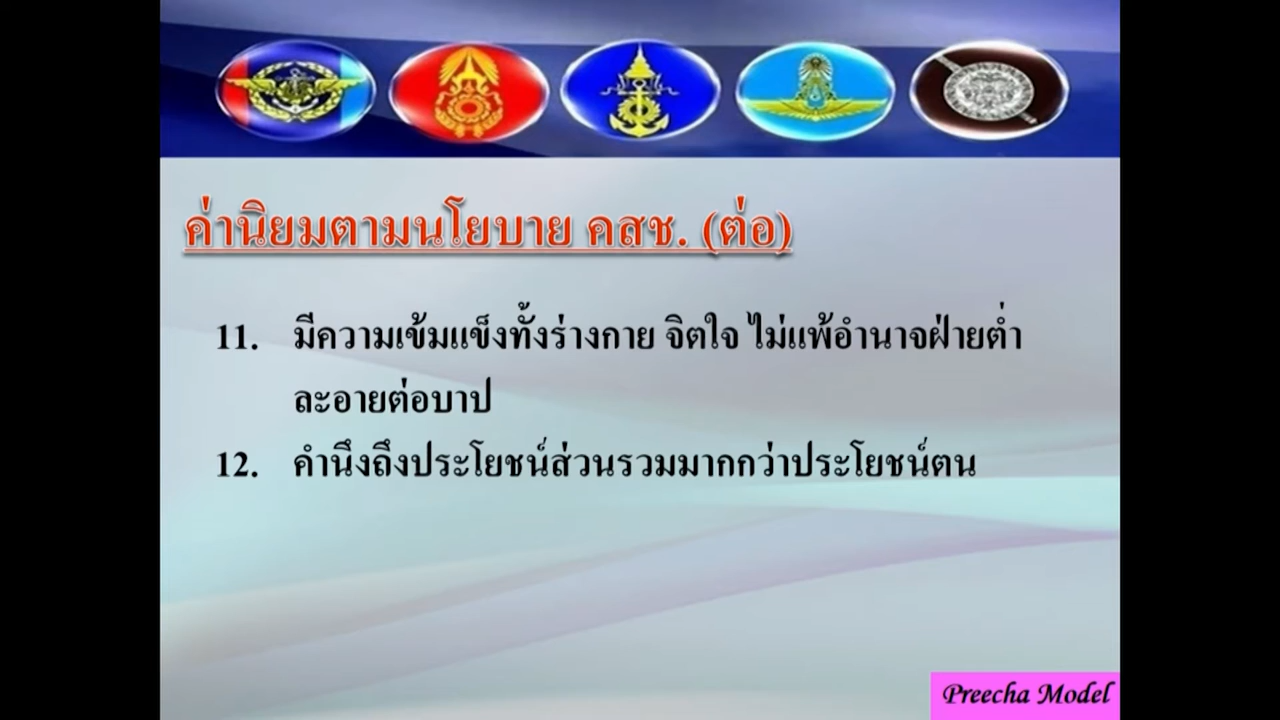 ค่านิยมตามนโยบาย คสช. (ต่อ)
11. มีความเข้มแข็งทั้งร่างกาย จิตใจ ไม่แพ้อำนาจฝ่ายต่ำ
ละอายต่อบาป
12. คำนึงถึงประโยชน์ส่วนรวมมากกว่าประโยชน์ตน
Preecha Model